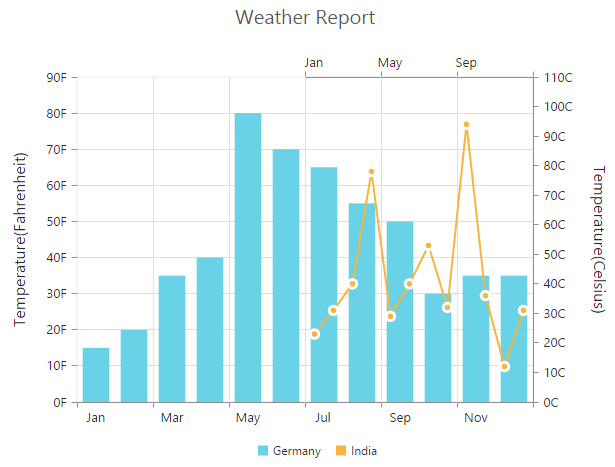 Weather Report
Jan May Sep
90F 110C
80F 100C
70F 90C
60F 80C
50F 70C
40F 60C
30F 50C
20F 40C
10F 30C
0F 20C
10C
0C
Temperature(Fahrenheit)
Temperature(Celsius)
Jan Mar May Jul Sep Nov
Germany India